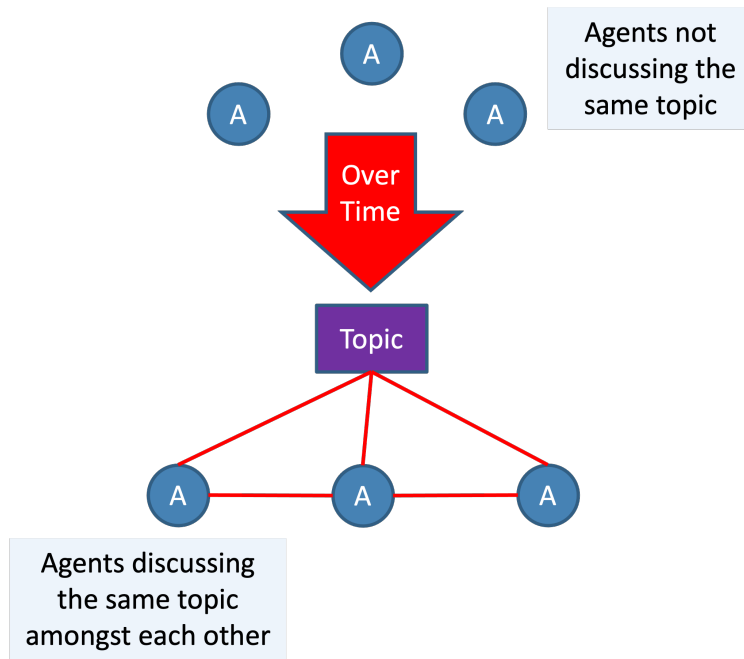 A
Agents not
discussing the
same topic
A
A
Over
Time
Topic
A
A
A
Agents discussing
the same topic
amongst each other